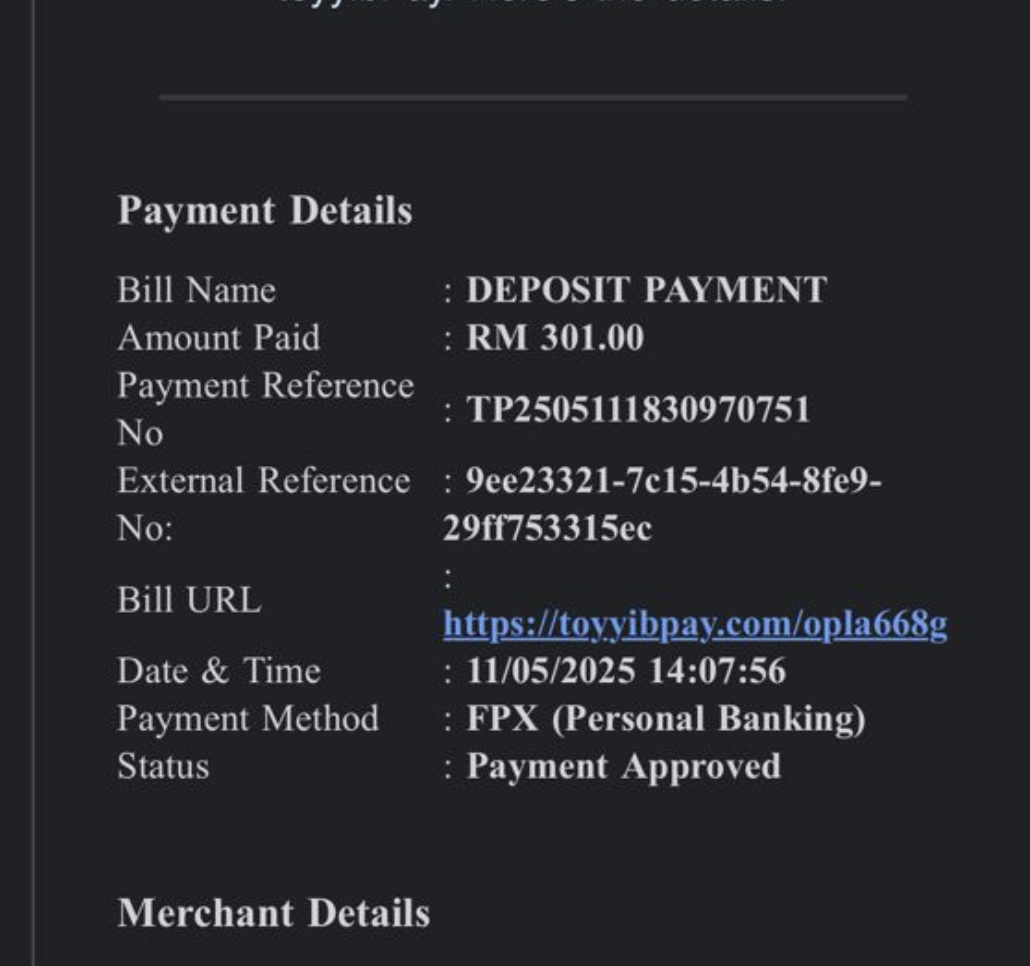 Payment Details
Bill Name : DEPOSIT PAYMENT
Amount Paid : RM 301.00
Payment Reference
No : TP2505111830970751
External Reference : 9ee23321-7c15-4b54-8fe9-
No: 29ff753315ec
Bill URL :
https://toyyibpay.com/opla668g
Date & Time : 11/05/2025 14:07:56
Payment Method : FPX (Personal Banking)
Status : Payment Approved
Merchant Details